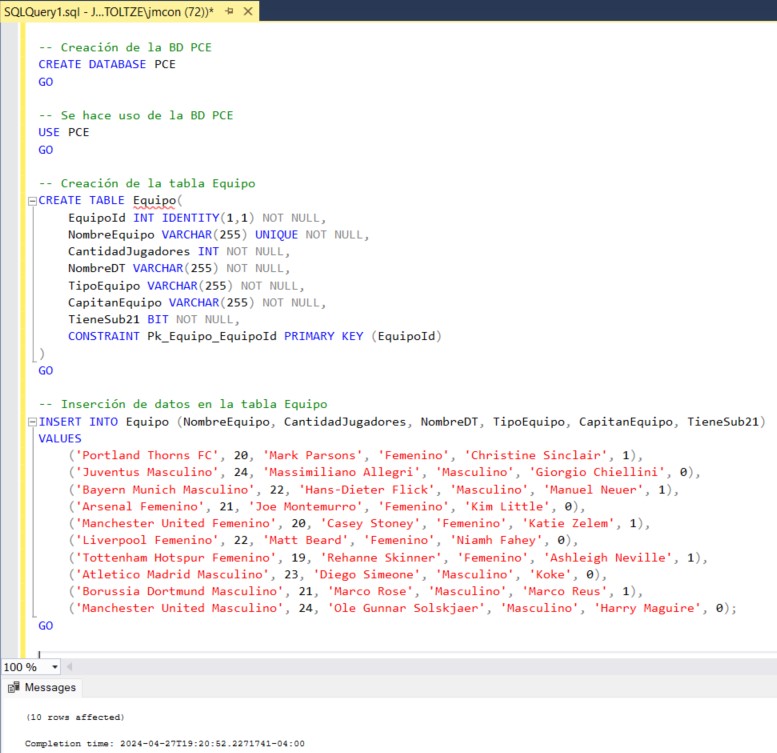 SQLQuery1.sql - J...TOLTZE\jmcon (72))*
-- Creación de la BD PCE
CREATE DATABASE PCE
GO
-- Se hace uso de la BD PCE
USE PCE
GO
-- Creación de la tabla Equipo
CREATE TABLE Equipo(
EquipoId INT IDENTITY(1,1) NOT NULL,
NombreEquipo VARCHAR(255) UNIQUE NOT NULL,
CantidadJugadores INT NOT NULL,
NombreDT VARCHAR(255) NOT NULL,
TipoEquipo VARCHAR(255) NOT NULL,
CapitanEquipo VARCHAR(255) NOT NULL,
TieneSub21 BIT NOT NULL,
CONSTRAINT Pk_Equipo_EquipoId PRIMARY KEY (EquipoId)
)
GO
-- Inserción de datos en la tabla Equipo
INSERT INTO Equipo (NombreEquipo, CantidadJugadores, NombreDT, TipoEquipo, CapitanEquipo, TieneSub21)
VALUES
('Portland Thorns FC', 20, 'Mark Parsons', 'Femenino', 'Christine Sinclair', 1),
('Juventus Masculino', 24, 'Massimiliano Allegri', 'Masculino', 'Giorgio Chiellini', 0),
('Bayern Munich Masculino', 22, 'Hans-Dieter Flick', 'Masculino', 'Manuel Neuer', 1),
('Arsenal Femenino', 21, 'Joe Montemurro', 'Femenino', 'Kim Little', 0),
('Manchester United Femenino', 20, 'Casey Stoney', 'Femenino', 'Katie Zelem', 1),
('Liverpool Femenino', 22, 'Matt Beard', 'Femenino', 'Niamh Fahey', 0),
('Tottenham Hotspur Femenino', 19, 'Rehanne Skinner', 'Femenino', 'Ashleigh Neville', 1),
('Atletico Madrid Masculino', 23, 'Diego Simeone', 'Masculino', 'Koke', 0),
('Borussia Dortmund Masculino', 21, 'Marco Rose', 'Masculino', 'Marco Reus', 1),
('Manchester United Masculino', 24, 'Ole Gunnar Solskjaer', 'Masculino', 'Harry Maguire', 0);
GO
100 %
Messages
(10 rows affected)
Completion time: 2024-04-27T19:20:52.2271741-04:00